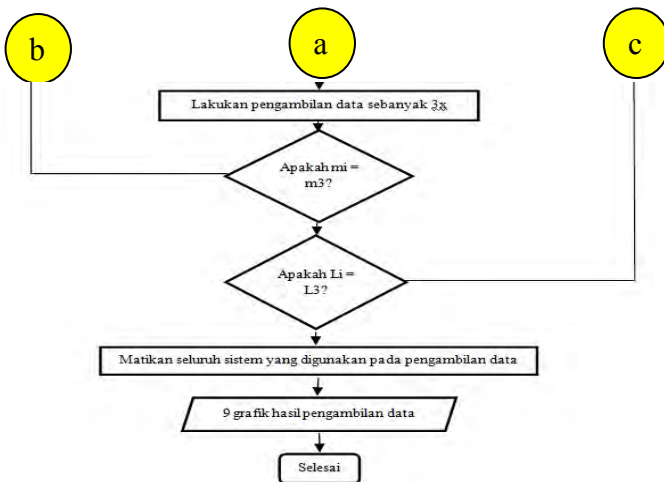 b
a
c
Lakukan pengambilan data sebanyak 3x
Apakah mi =
m3?
Apakah Li =
L3?
Matikan seluruh sistem yang digunakan pada pengambilan data
9 grafik hasil pengambilan data
Selesai